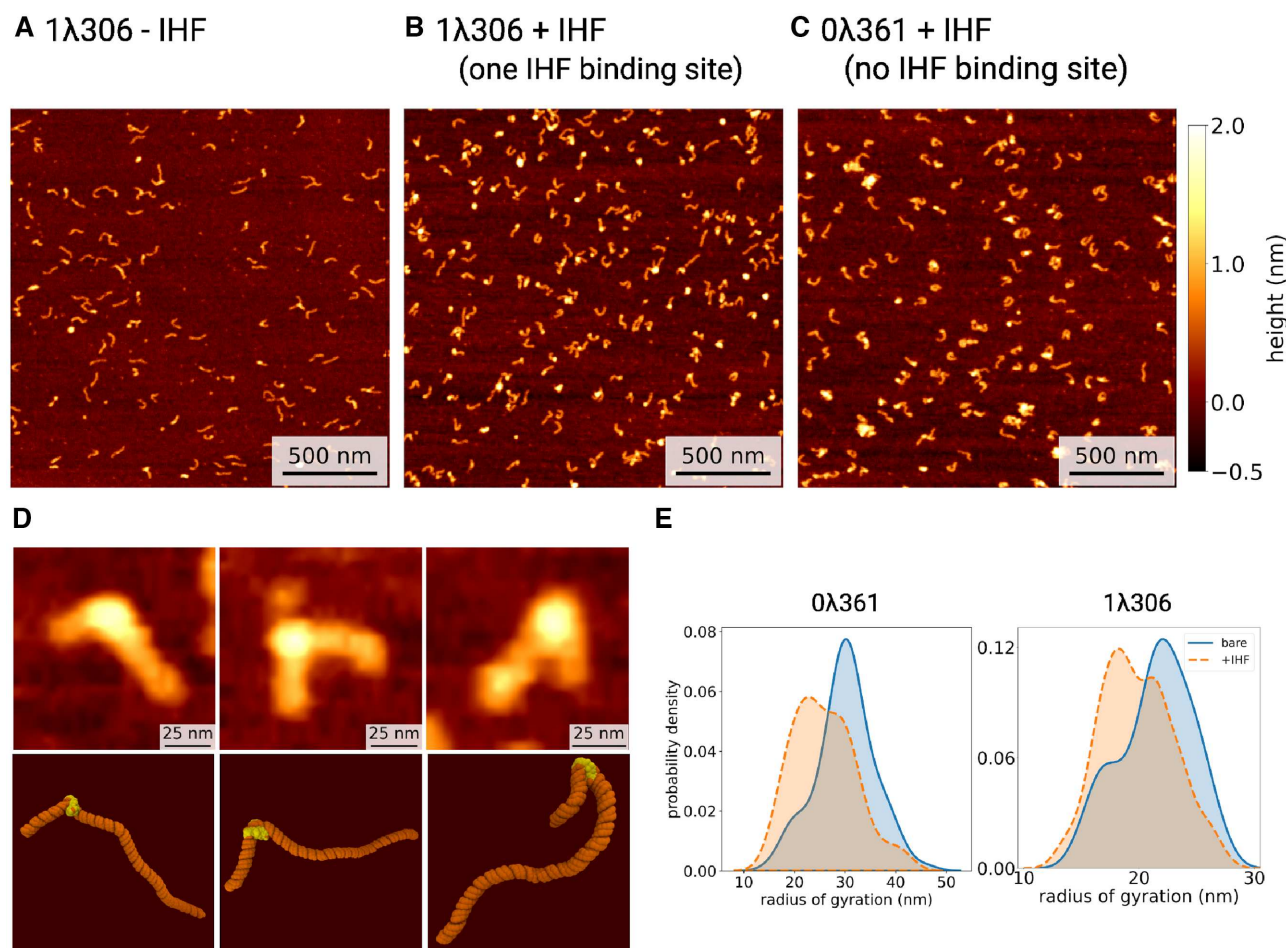 A 1λ306 - IHF
B 1λ306 + IHF
(one IHF binding site)
C 0λ361 + IHF
(no IHF binding site)
500 nm
500 nm
500 nm
2.0
1.0
0.0
−0.5
height (nm)
D
25 nm
25 nm
25 nm
E
0λ361
probability density
0.08
0.06
0.04
0.02
0.00
10
20
30
40
50
radius of gyration (nm)
1λ306
bare
+IHF
0.12
0.06
0.00
10
20
30
radius of gyration (nm)